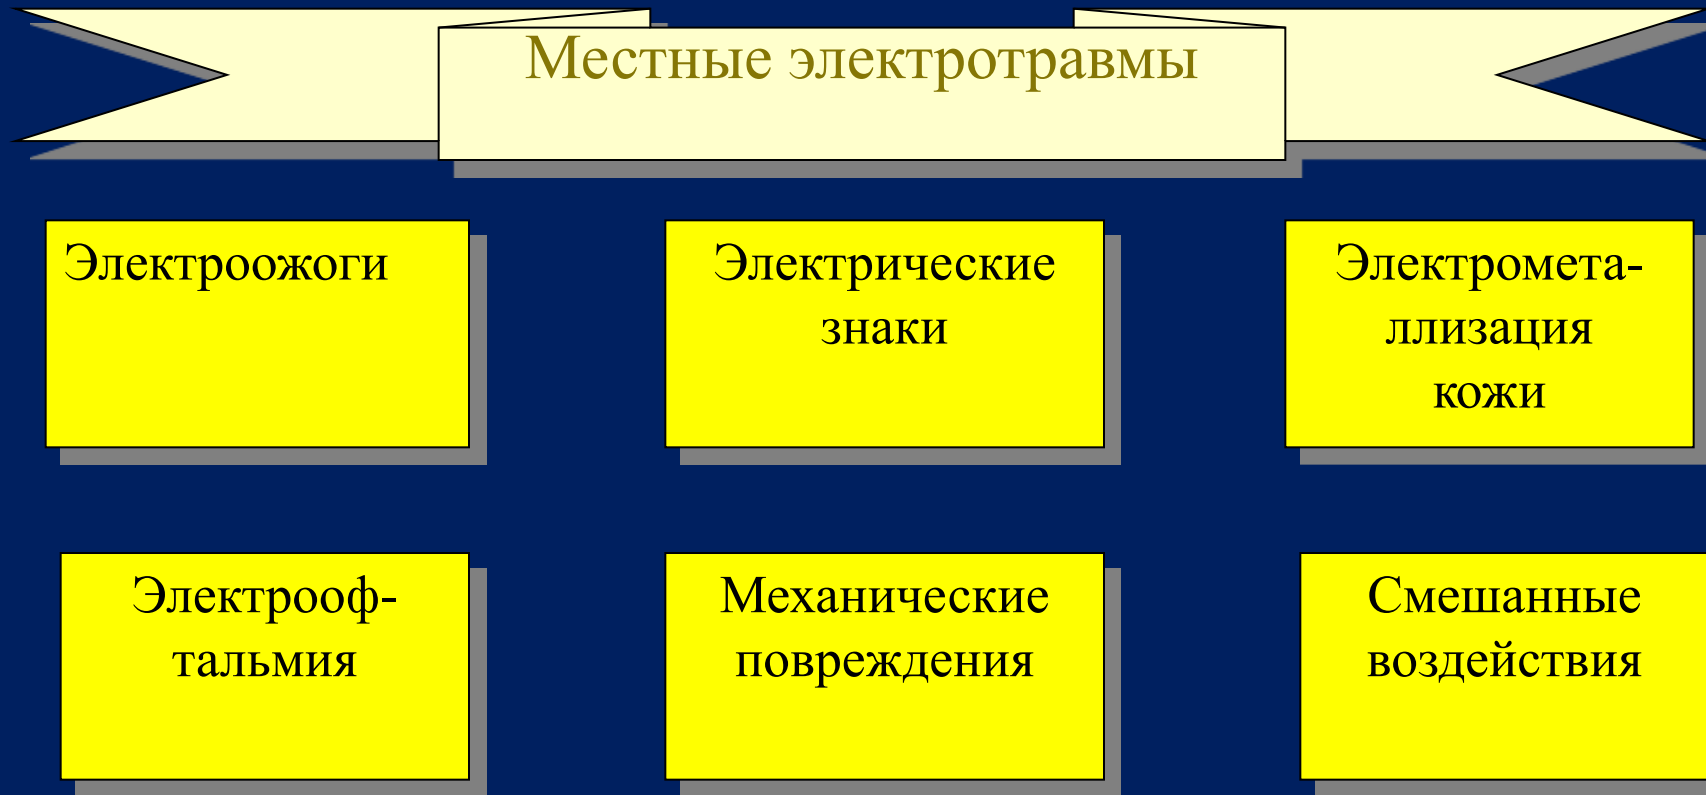 Местные электротравмы
Электроожоги
Электрические
знаки
Электромета-
ллизация
кожи
Электрооф-
тальмия
Механические
повреждения
Смешанные
воздействия